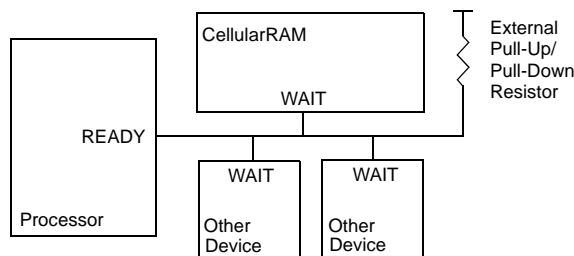 CellularRAM
WAIT
External
Pull-Up/
Pull-Down
Resistor
READY
Processor
WAIT
Other
Device
WAIT
Other
Device